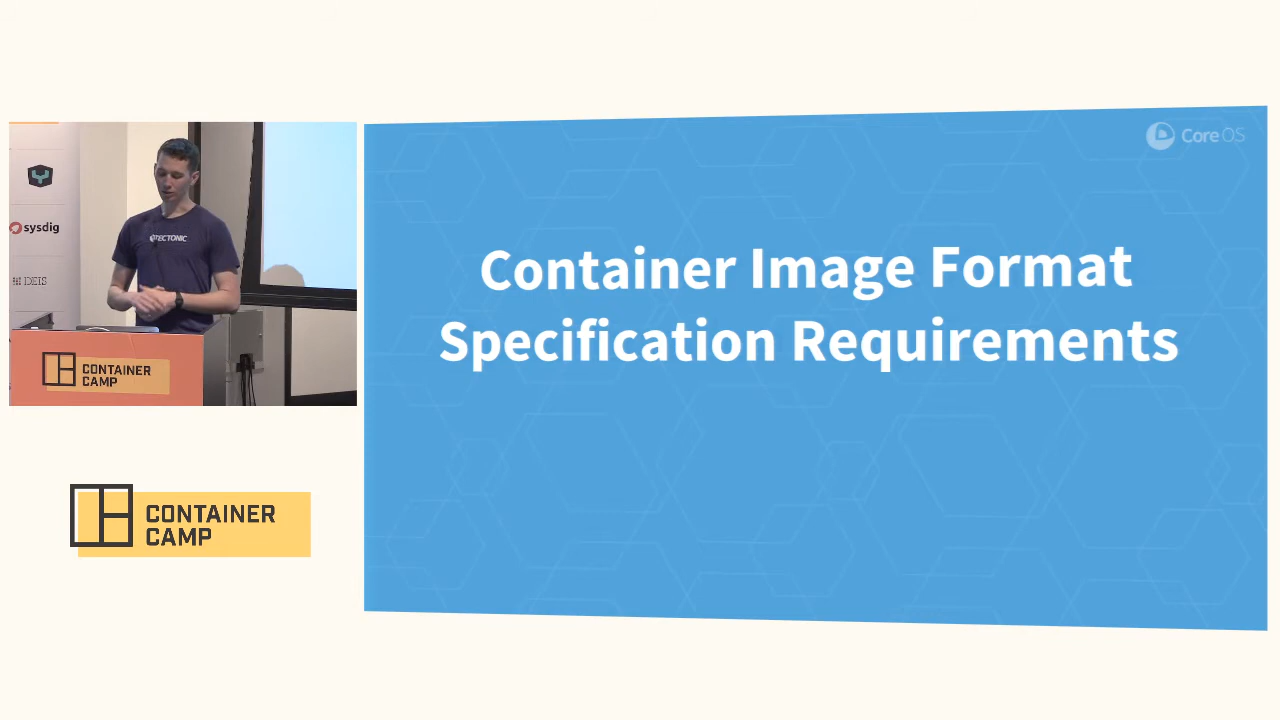 sysdig
DEIS
TECTONIC
CONTAINER
CAMP
CoreOS
Container Image Format
Specification Requirements
CONTAINER
CAMP